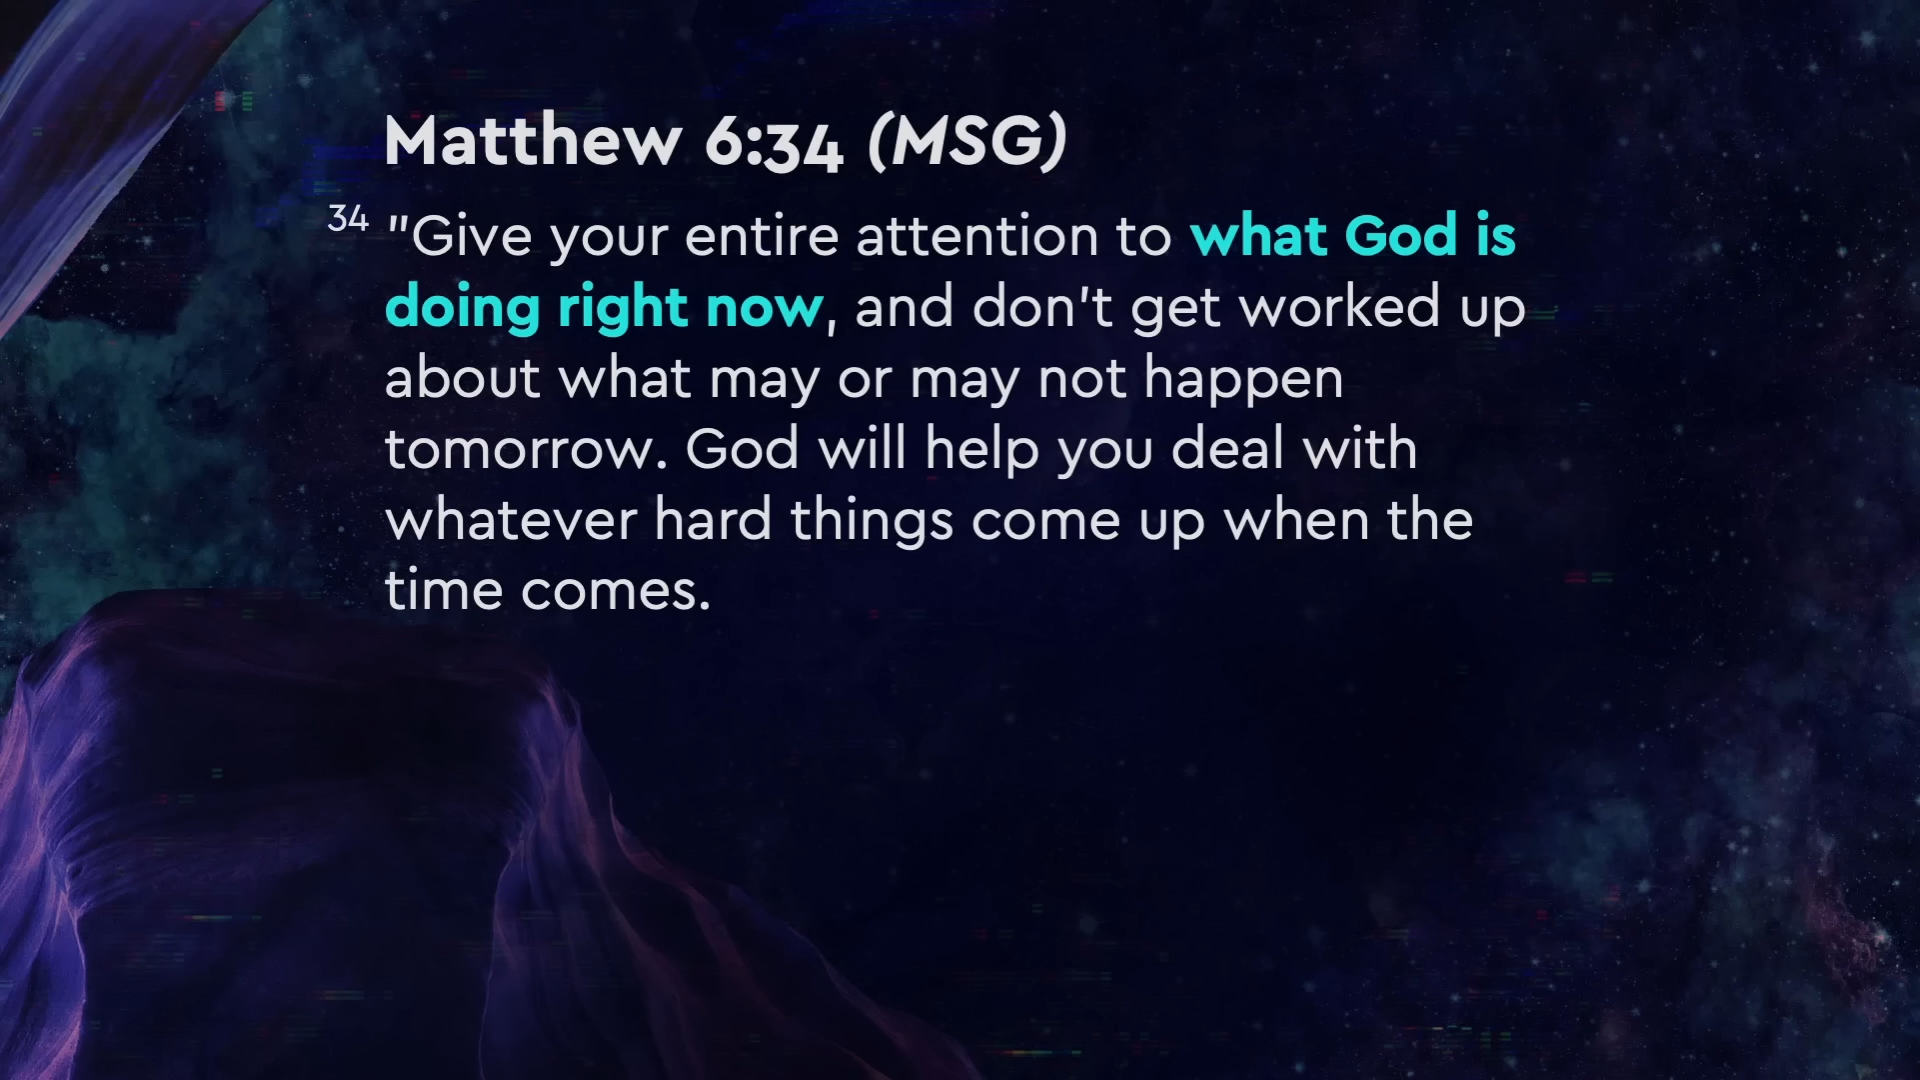 Matthew 6:34 (MSG)
34 "Give your entire attention to what God is
doing right now, and don't get worked up
about what may or may not happen
tomorrow. God will help you deal with
whatever hard things come up when the
time comes.